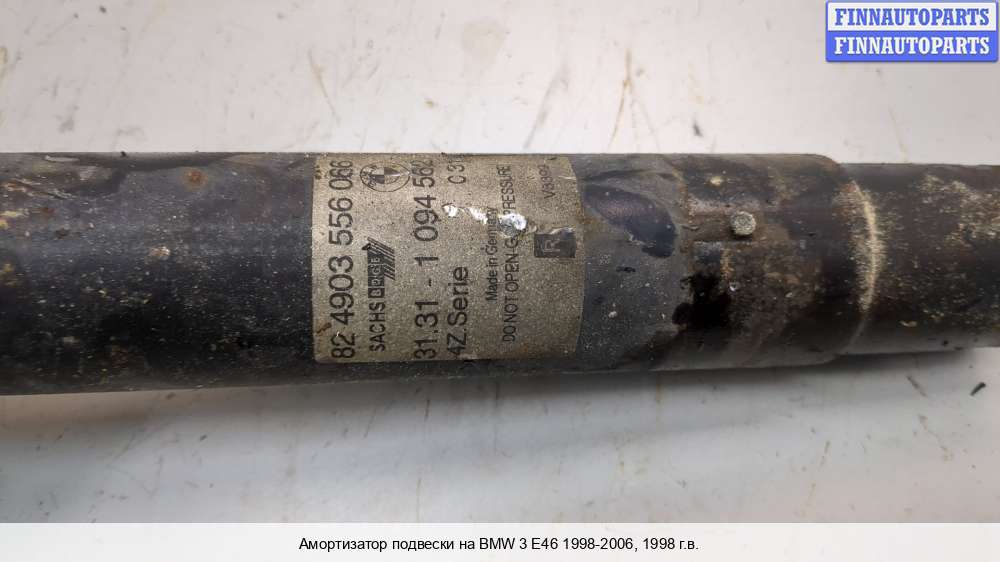 FINNAUTOPARTS
FINNAUTOPARTS
82 4903 556 066
SACHS BOGE
31.31 - 1 094 562
4Z.Serie
Made in Germany
DO NOT OPEN-GAS PRESSURE
R
Амортизатор подвески на BMW 3 E46 1998-2006, 1998 г.в.